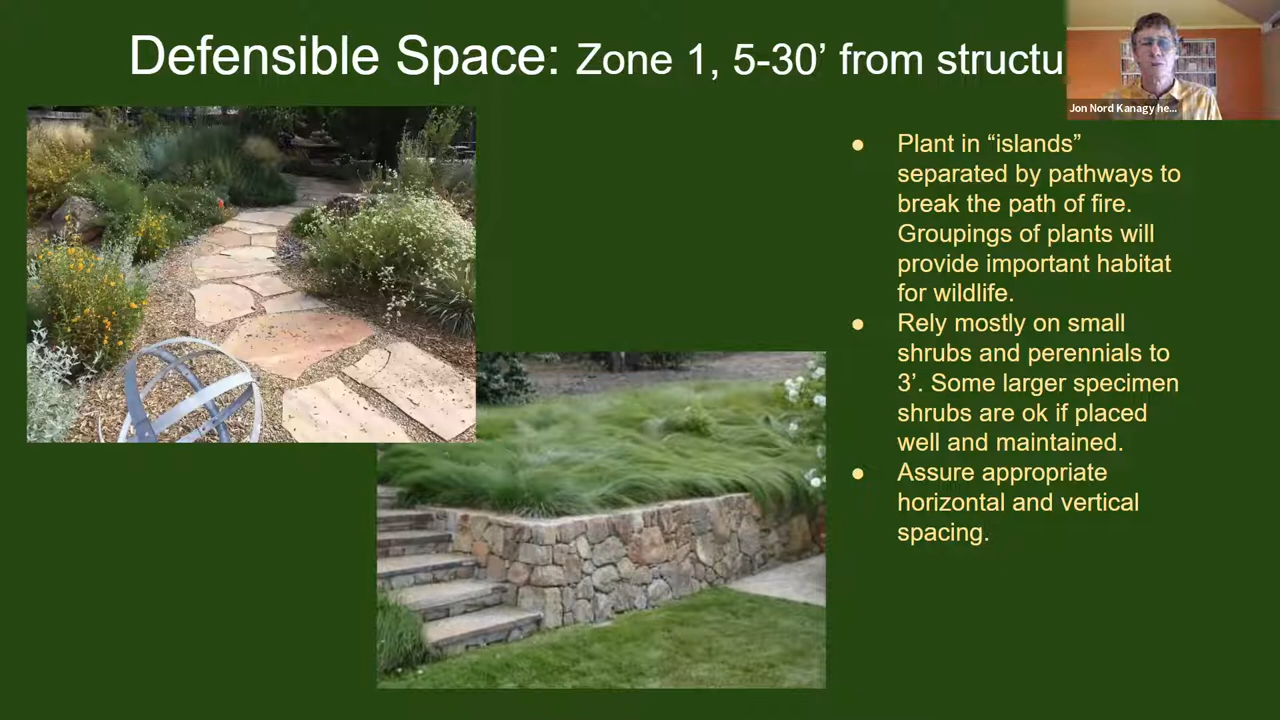 Defensible Space: Zone 1, 5-30’ from structu
Jon Nord Kanagy he...
● Plant in “islands”
separated by pathways to
break the path of fire.
Groupings of plants will
provide important habitat
for wildlife.
● Rely mostly on small
shrubs and perennials to
3’. Some larger specimen
shrubs are ok if placed
well and maintained.
● Assure appropriate
horizontal and vertical
spacing.